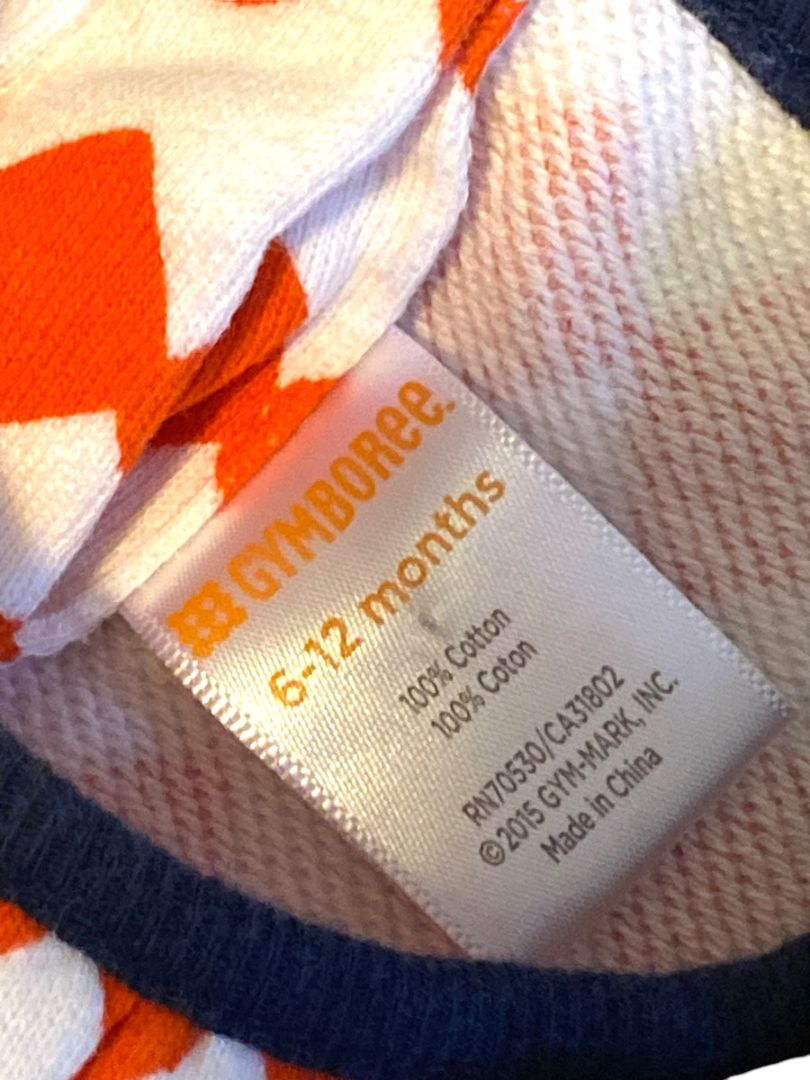 GYMBOREE.
6-12 months
100% Cotton
100% Coton
RN70530/CA31802
©2015 GYM-MARK, INC.
Made in China